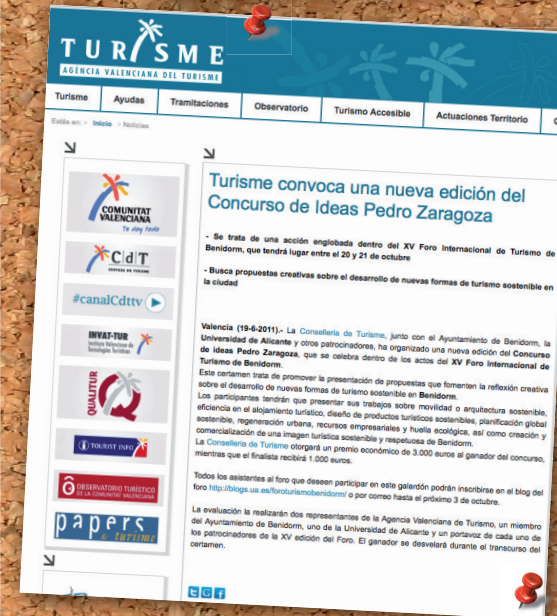 TURISME
AGÈNCIA VALENCIANA DEL TURISME
Turisme
Ayudas
Tramitaciones
Observatorio
Turismo Accesible
Actuaciones Territorio
Estás en: > Inicio > Noticias
COMUNITAT
VALENCIANA
Te doy todo
CdT
CENTROS DE TURISME
#canalCdttv
INVAT·TUR
Instituto Valenciano de
Tecnologías Turísticas
QUALITUR
i TOURIST INFO
OBSERVATORIO TURÍSTICO
DE LA COMUNITAT VALENCIANA
papers
de turisme
Turisme convoca una nueva edición del
Concurso de Ideas Pedro Zaragoza
- Se trata de una acción englobada dentro del XV Foro Internacional de Turismo de
Benidorm, que tendrá lugar entre el 20 y 21 de octubre
- Busca propuestas creativas sobre el desarrollo de nuevas formas de turismo sostenible en
la ciudad
Valencia (19-6-2011).- La Conselleria de Turisme, junto con el Ayuntamiento de Benidorm, la
Universidad de Alicante y otros patrocinadores, ha organizado una nueva edición del Concurso
de ideas Pedro Zaragoza, que se celebra dentro de los actos del XV Foro Internacional de
Turismo de Benidorm.
Este certamen trata de promover la presentación de propuestas que fomenten la reflexión creativa
sobre el desarrollo de nuevas formas de turismo sostenible en Benidorm.
Los participantes tendrán que presentar sus trabajos sobre movilidad o arquitectura sostenible,
eficiencia en el alojamiento turístico, diseño de productos turísticos sostenibles, planificación global
sostenible, regeneración urbana, recursos empresariales y huella ecológica, así como creación y
comercialización de una imagen turística sostenible y respetuosa de Benidorm.
La Conselleria de Turisme otorgará un premio económico de 3.000 euros al ganador del concurso,
mientras que el finalista recibirá 1.000 euros.
Todos los asistentes al foro que deseen participar en este galardón podrán inscribirse en el blog del
foro http://blogs.ua.es/foroturismobenidorm/ o por correo hasta el próximo 3 de octubre.
La evaluación la realizarán dos representantes de la Agencia Valenciana de Turismo, un miembro
del Ayuntamiento de Benidorm, uno de la Universidad de Alicante y un portavoz de cada uno de
los patrocinadores de la XV edición del Foro. El ganador se desvelará durante el transcurso del
certamen.